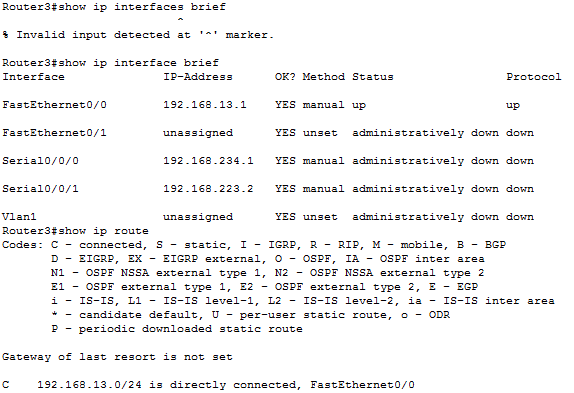 Router3#show ip interfaces brief
^
% Invalid input detected at '^' marker.
Router3#show ip interface brief
Interface IP-Address OK? Method Status Protocol
FastEthernet0/0 192.168.13.1 YES manual up up
FastEthernet0/1 unassigned YES unset administratively down down
Serial0/0/0 192.168.234.1 YES manual administratively down down
Serial0/0/1 192.168.223.2 YES manual administratively down down
Vlan1 unassigned YES unset administratively down down
Router3#show ip route
Codes: C - connected, S - static, I - IGRP, R - RIP, M - mobile, B - BGP
D - EIGRP, EX - EIGRP external, O - OSPF, IA - OSPF inter area
N1 - OSPF NSSA external type 1, N2 - OSPF NSSA external type 2
E1 - OSPF external type 1, E2 - OSPF external type 2, E - EGP
i - IS-IS, L1 - IS-IS level-1, L2 - IS-IS level-2, ia - IS-IS inter area
* - candidate default, U - per-user static route, o - ODR
P - periodic downloaded static route
Gateway of last resort is not set
C 192.168.13.0/24 is directly connected, FastEthernet0/0